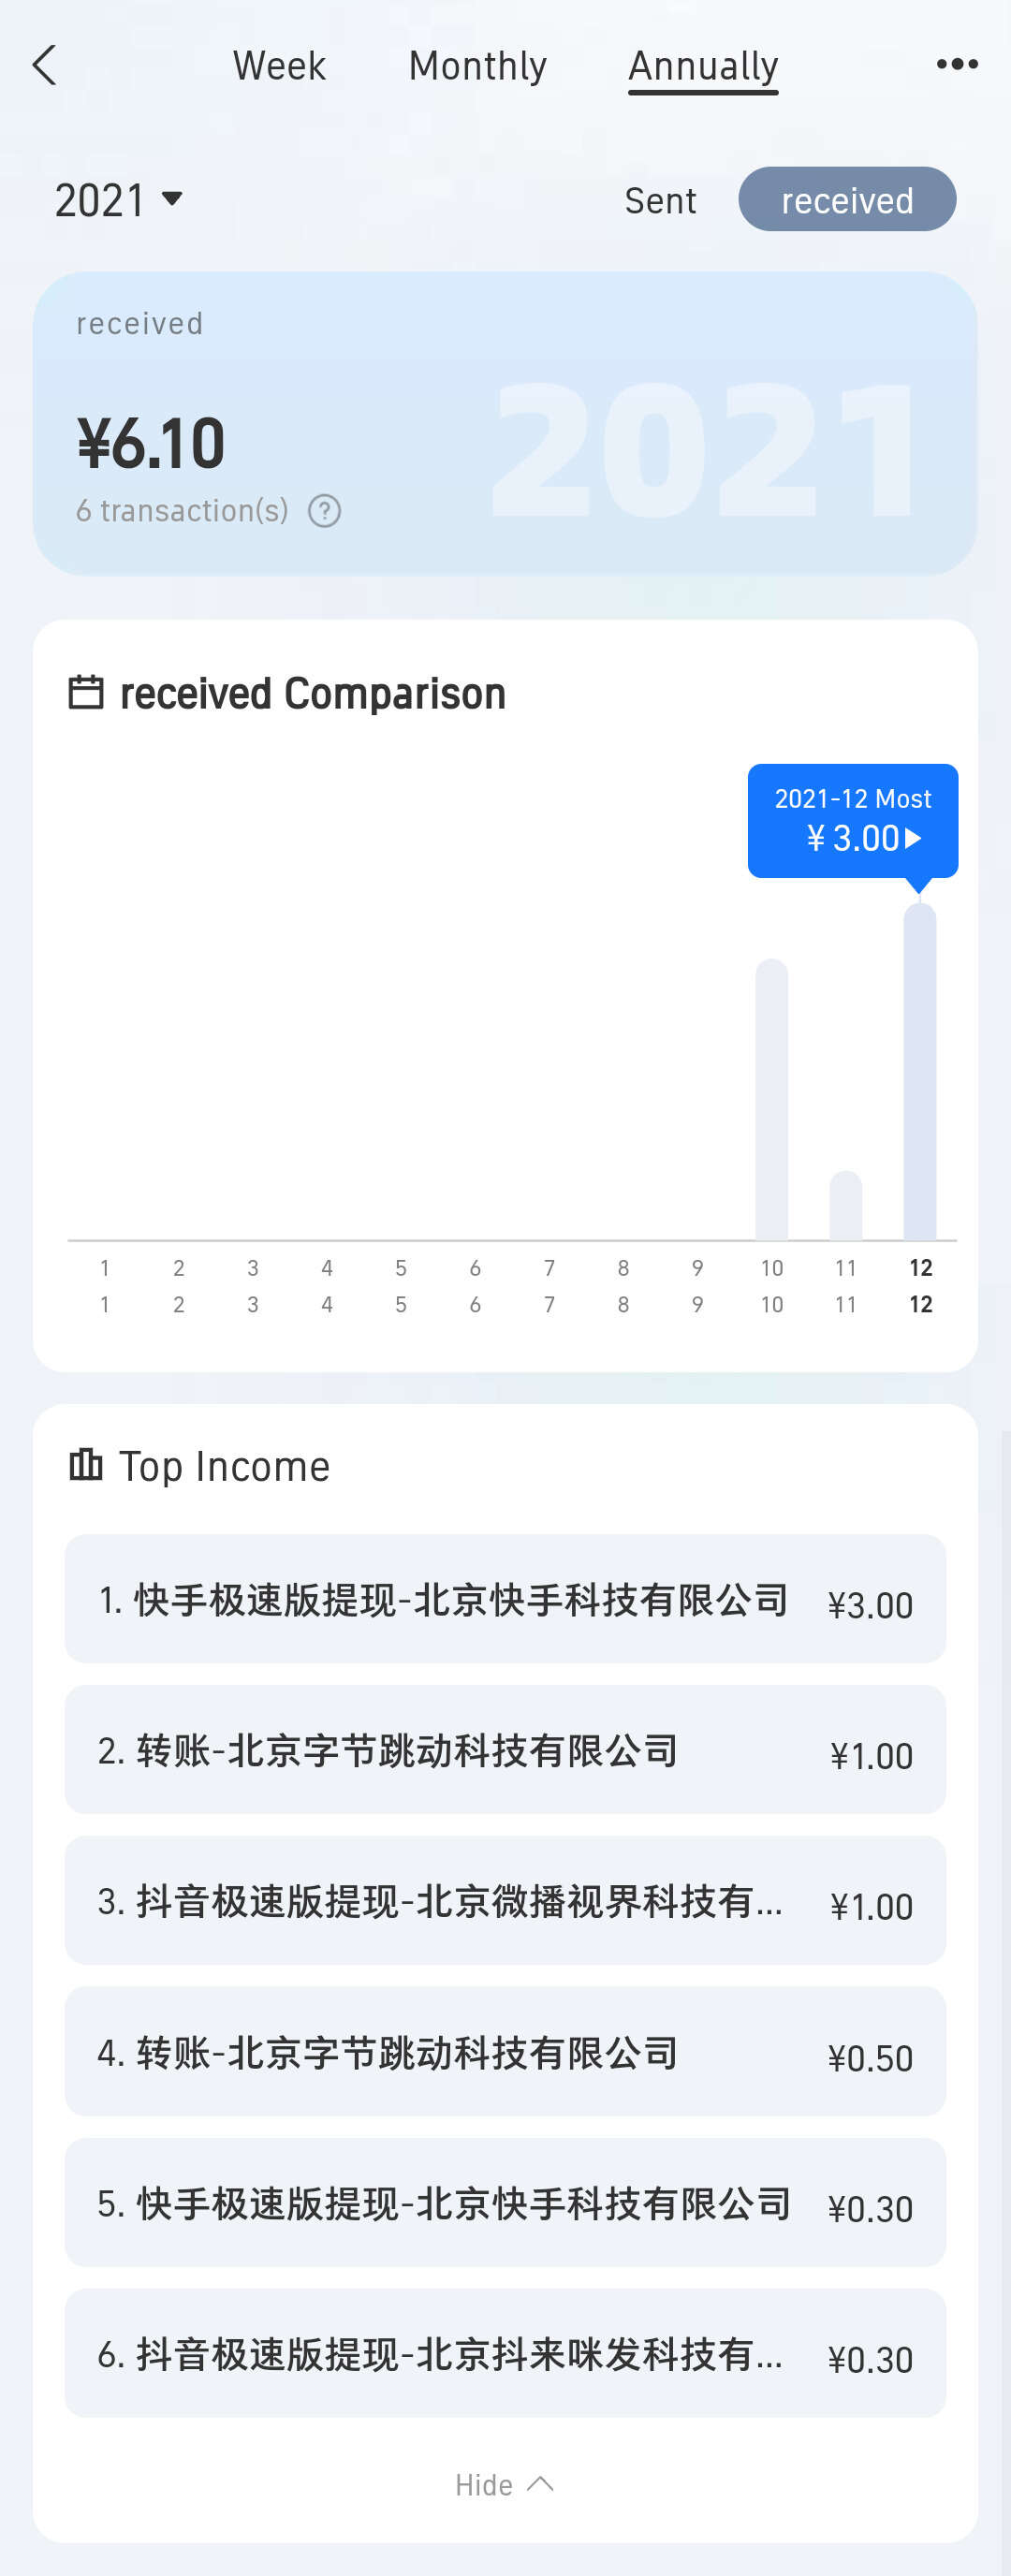 Week Monthly Annually
2021 Sent received
received
2021
¥6.10
6 transaction(s)
received Comparison
2021-12 Most
¥ 3.00
1 2 3 4 5 6 7 8 9 10 11 12
1 2 3 4 5 6 7 8 9 10 11 12
Top Income
1. 快手极速版提现-北京快手科技有限公司 ¥3.00
2. 转账-北京字节跳动科技有限公司 ¥1.00
3. 抖音极速版提现-北京微播视界科技有... ¥1.00
4. 转账-北京字节跳动科技有限公司 ¥0.50
5. 快手极速版提现-北京快手科技有限公司 ¥0.30
6. 抖音极速版提现-北京抖来咪发科技有... ¥0.30
Hide